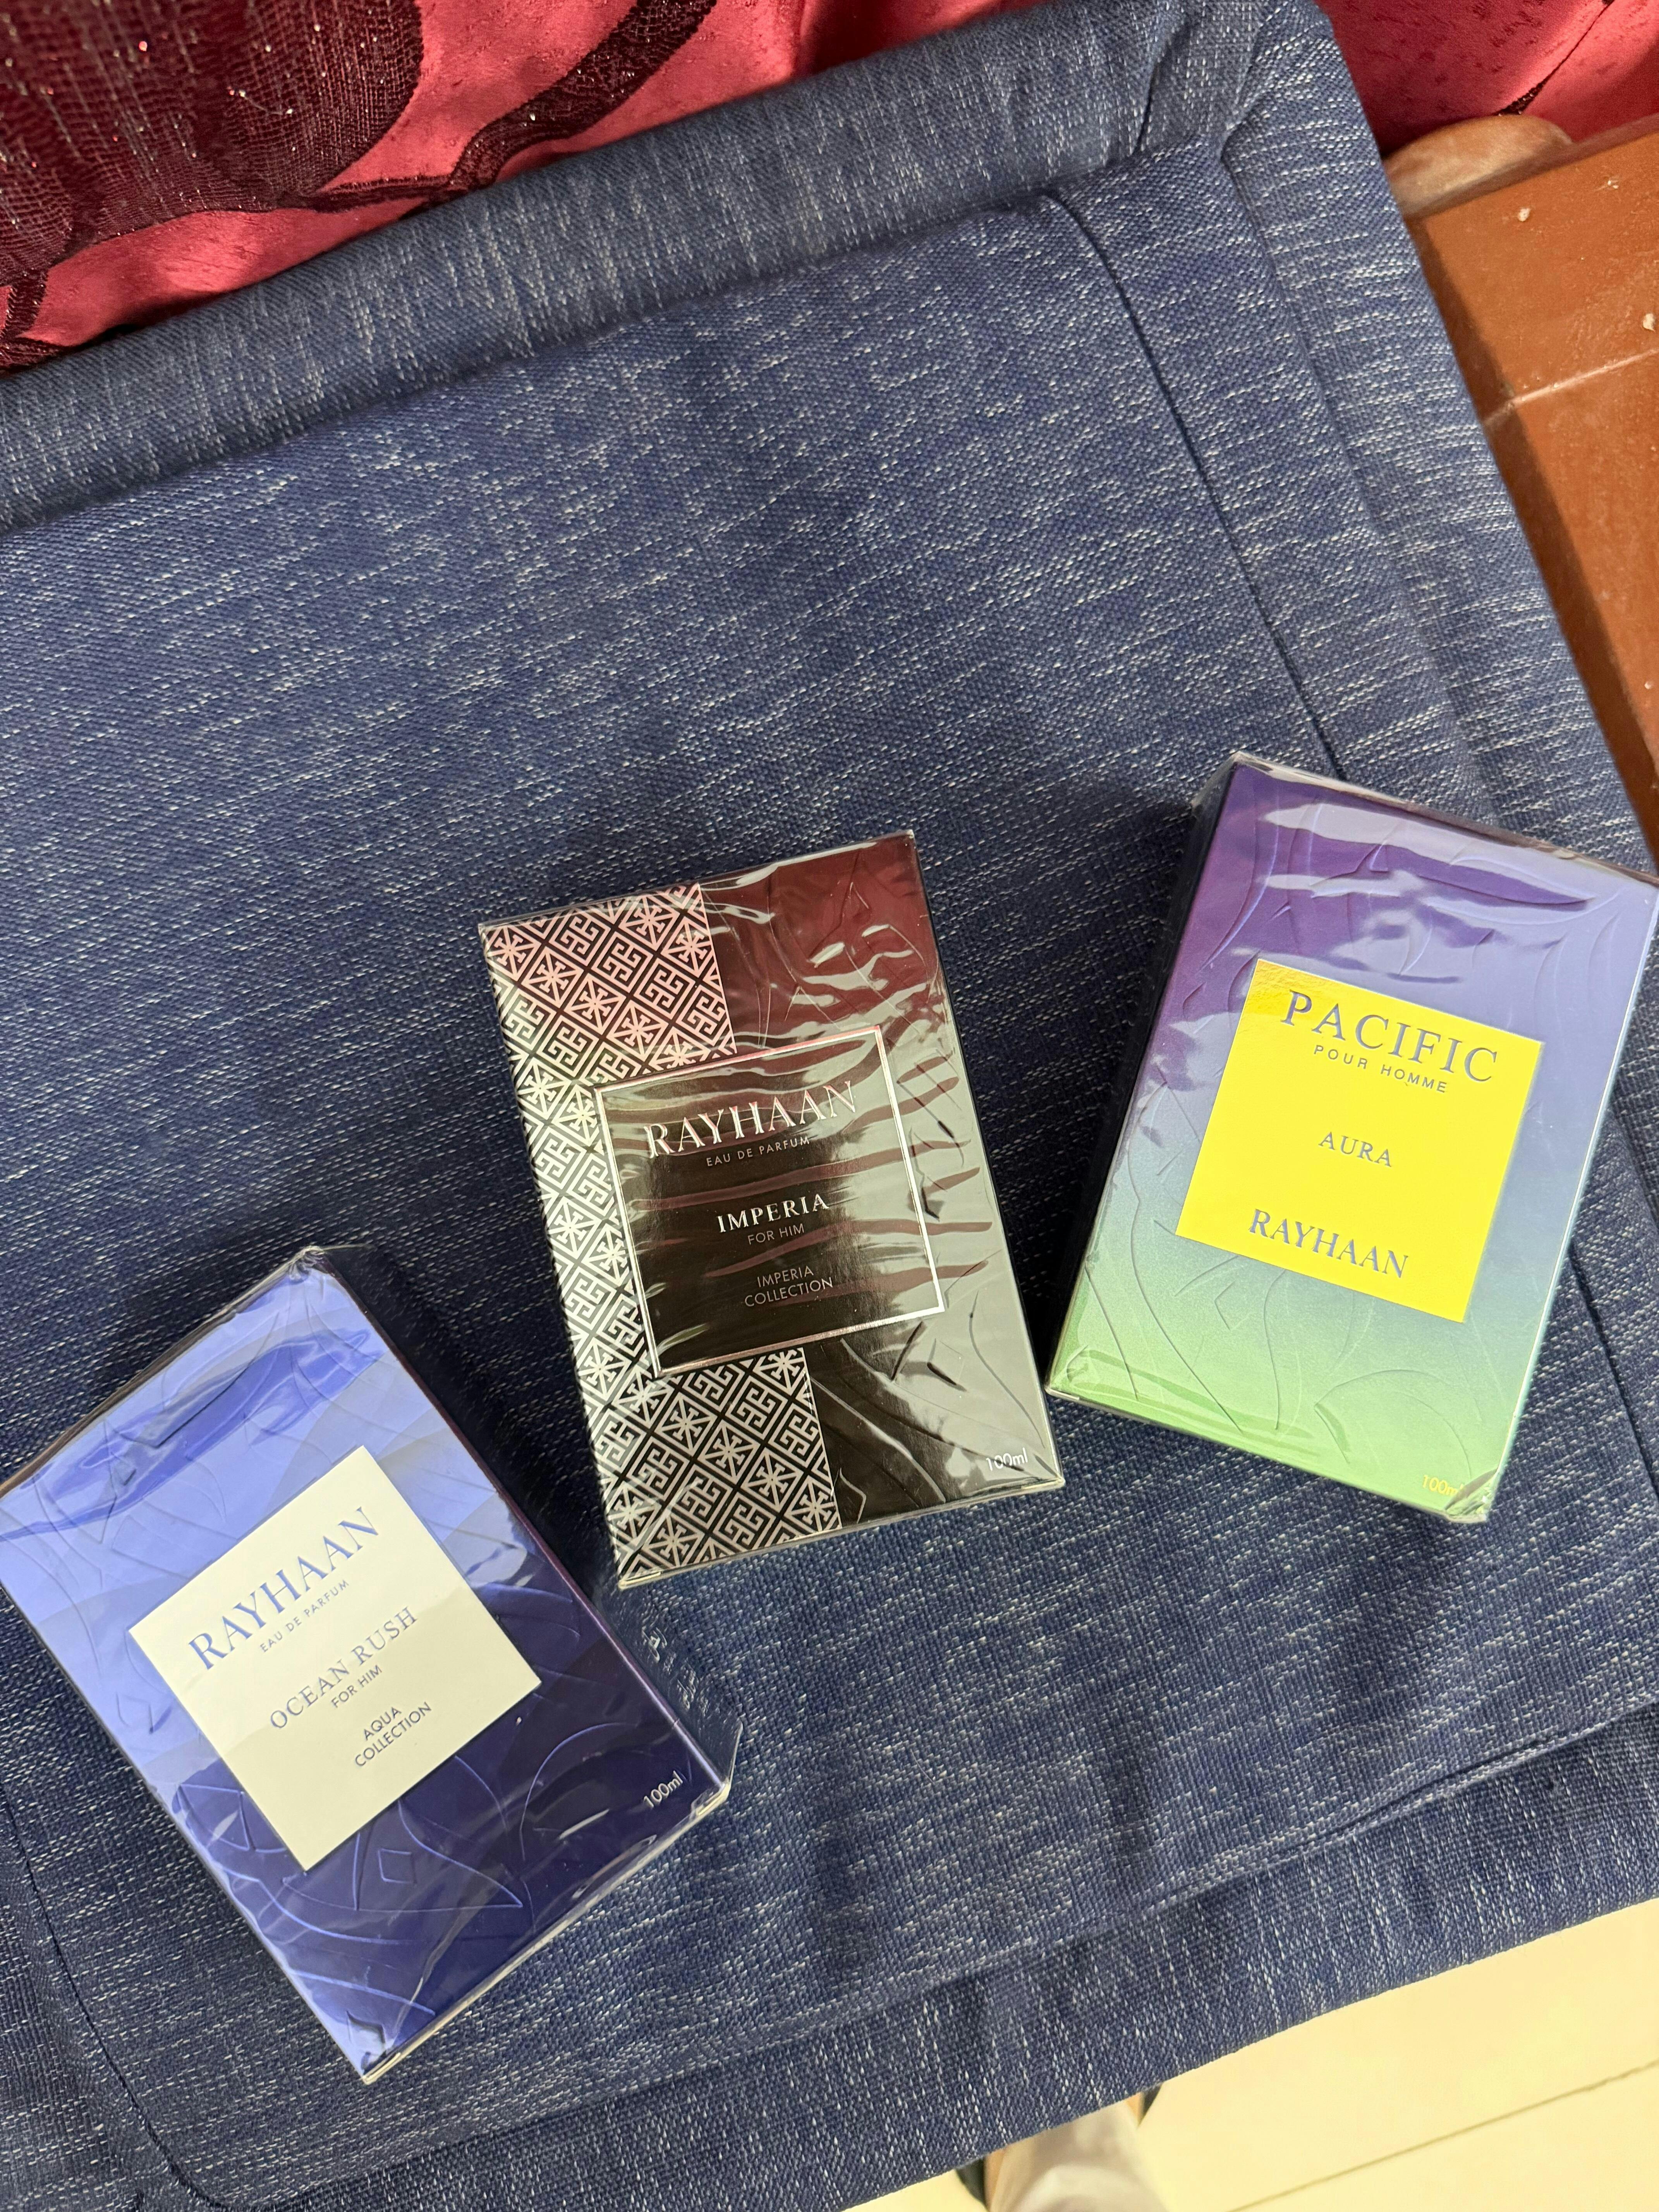 RAYHAAN
EAU DE PARFUM
OCEAN RUSH
FOR HIM
AQUA
COLLECTION
100ml
RAYHAAN
EAU DE PARFUM
IMPERIA
FOR HIM
IMPERIA
COLLECTION
100ml
PACIFIC
POUR HOMME
AURA
RAYHAAN
100ml